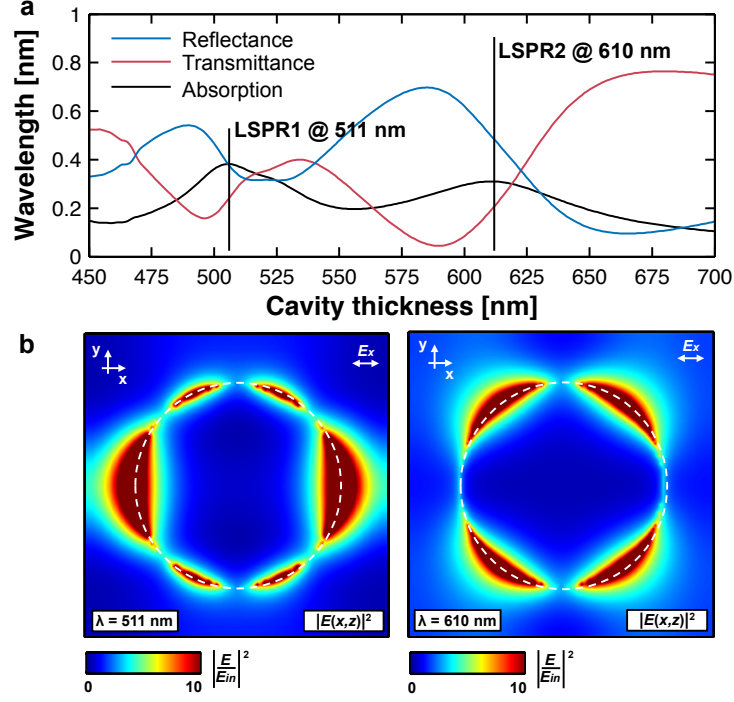 a
Wavelength [nm]
1
0.8
0.6
0.4
0.2
0
Reflectance
Transmittance
Absorption
LSPR1 @ 511 nm
LSPR2 @ 610 nm
450 475 500 525 550 575 600 625 650 675 700
Cavity thickness [nm]
b
y
x
Ex
λ = 511 nm
|E(x,z)|²
0 10
|E/Ein|²
y
x
Ex
λ = 610 nm
|E(x,z)|²
0 10
|E/Ein|²